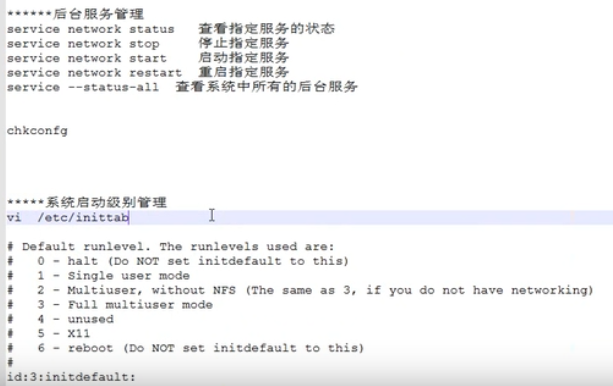 ******后台服务管理
service network status   查看指定服务的状态
service network stop     停止指定服务
service network start    启动指定服务
service network restart  重启指定服务
service --status-all  查看系统中所有的后台服务
chkconfg
*****系统启动级别管理
vi  /etc/inittab
# Default runlevel. The runlevels used are:
#   0 - halt (Do NOT set initdefault to this)
#   1 - Single user mode
#   2 - Multiuser, without NFS (The same as 3, if you do not have networking)
#   3 - Full multiuser mode
#   4 - unused
#   5 - X11
#   6 - reboot (Do NOT set initdefault to this)
#
id:3:initdefault: